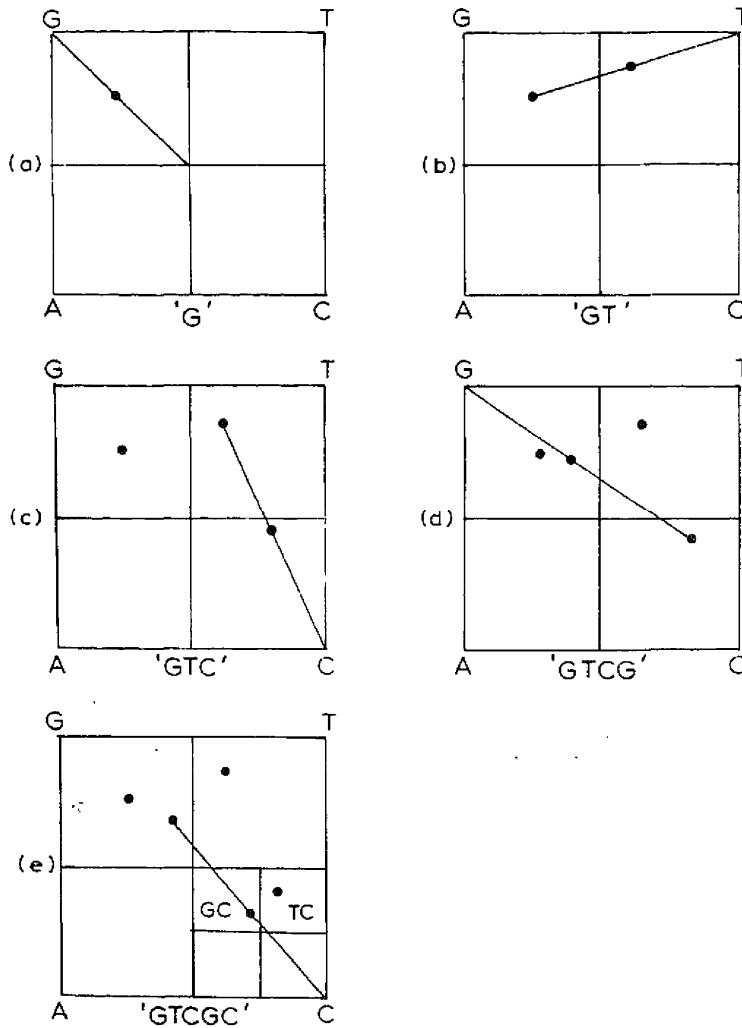 G T
(a)
A 'G' C
G T
(b)
A 'GT' C
G T
(c)
A 'GTC' C
G T
(d)
A 'GTCG' C
G T
(e)
GC TC
A 'GTCGC' C